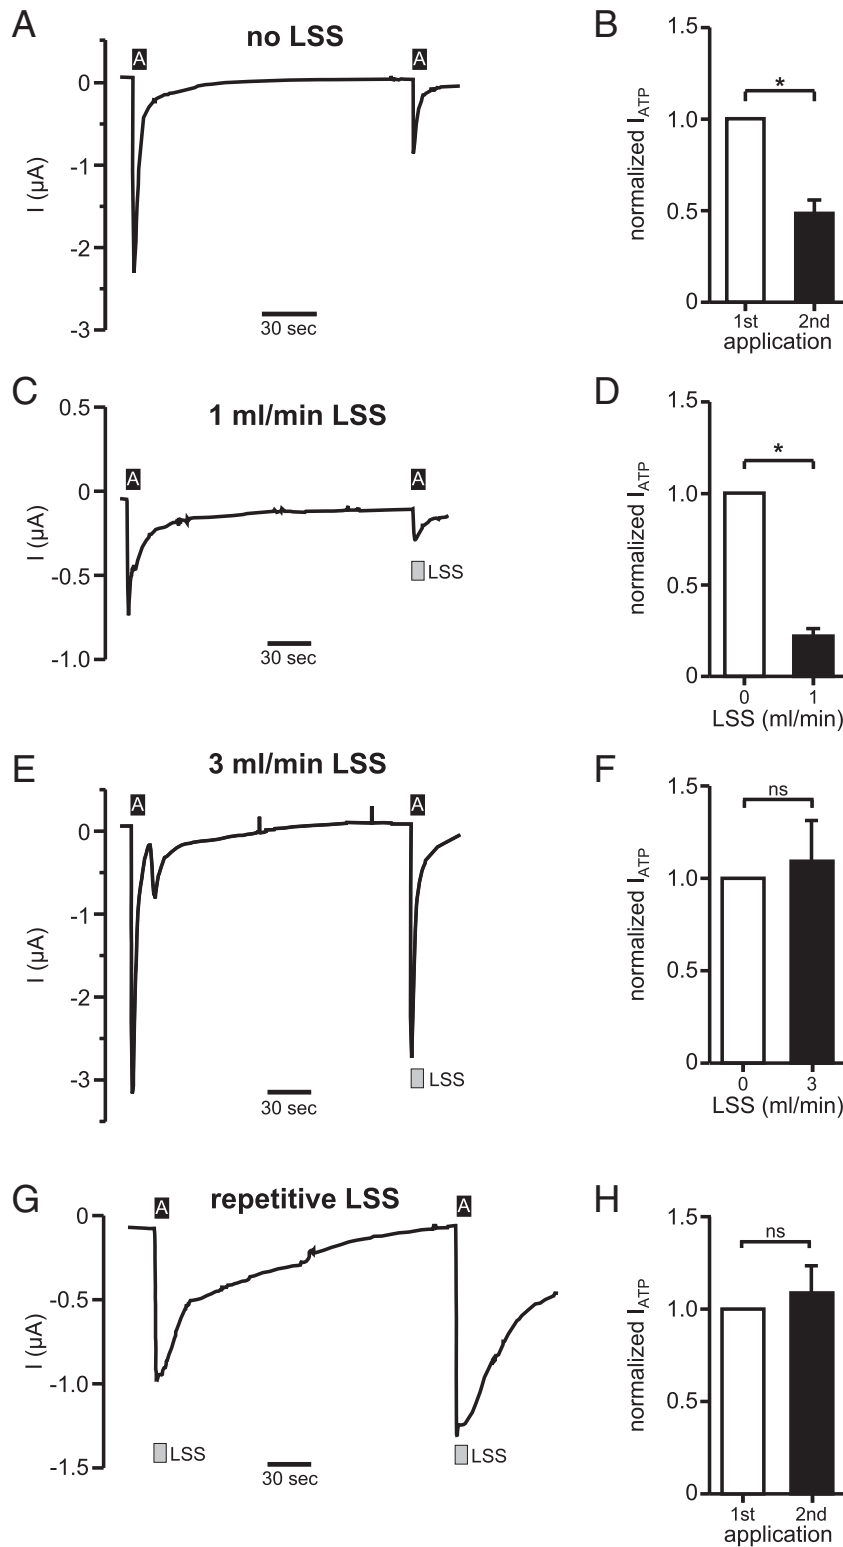 A
no LSS
A
A
0
-1
-2
-3
I (µA)
30 sec
B
1.5
1.0
0.5
0
normalized I_ATP
*
1st
2nd
application
C
1 ml/min LSS
0.5
0
-0.5
-1.0
I (µA)
A
A
LSS
30 sec
D
1.5
1.0
0.5
0
normalized I_ATP
*
0
1
LSS (ml/min)
E
3 ml/min LSS
A
A
0
-1
-2
-3
I (µA)
LSS
30 sec
F
1.5
1.0
0.5
0
normalized I_ATP
ns
0
3
LSS (ml/min)
G
repetitive LSS
A
A
0
-0.5
-1.0
-1.5
I (µA)
LSS
LSS
30 sec
H
1.5
1.0
0.5
0
normalized I_ATP
ns
1st
2nd
application